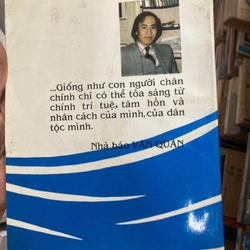 ...Giống như con người chân
chính chỉ có thể tỏa sáng từ
chính trí tuệ, tâm hồn và
nhân cách của mình, của dân
tộc mình.
Nhà báo VĂN QUÂN